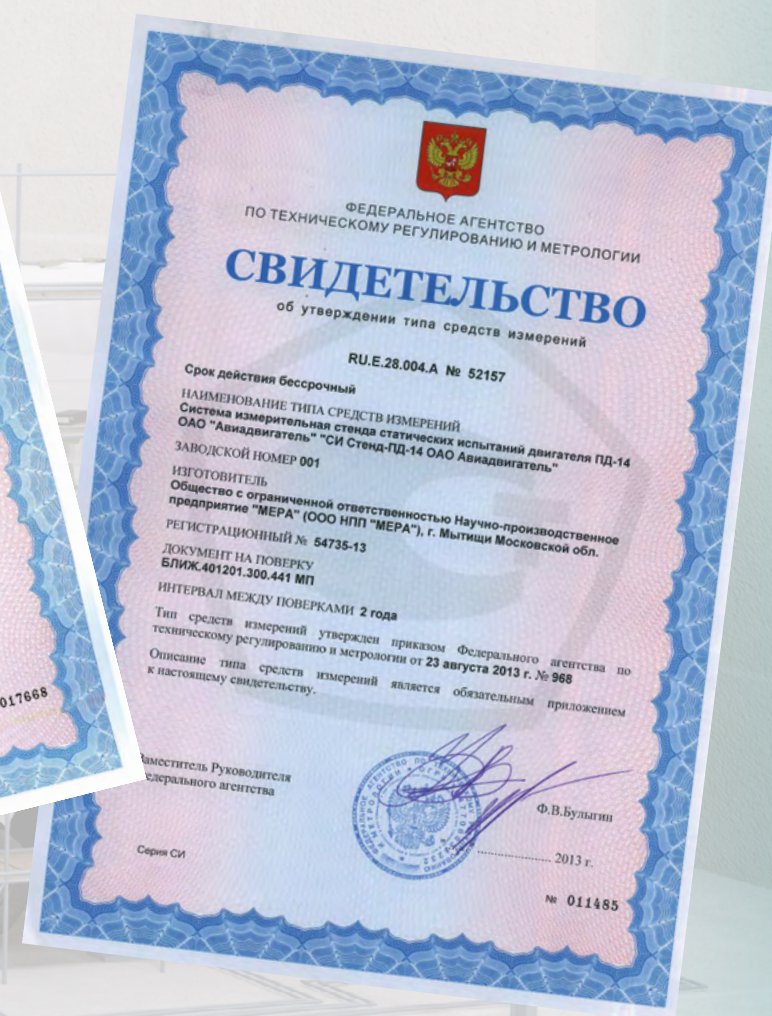 ФЕДЕРАЛЬНОЕ АГЕНТСТВО
ПО ТЕХНИЧЕСКОМУ РЕГУЛИРОВАНИЮ И МЕТРОЛОГИИ
СВИДЕТЕЛЬСТВО
об утверждении типа средств измерений
RU.E.28.004.A № 52157
Срок действия бессрочный
НАИМЕНОВАНИЕ ТИПА СРЕДСТВ ИЗМЕРЕНИЙ
Система измерительная стенда статических испытаний двигателя ПД-14
ОАО "Авиадвигатель" "СИ Стенд-ПД-14 ОАО Авиадвигатель"
ЗАВОДСКОЙ НОМЕР 001
ИЗГОТОВИТЕЛЬ
Общество с ограниченной ответственностью Научно-производственное
предприятие "МЕРА" (ООО НПП "МЕРА"), г. Мытищи Московской обл.
РЕГИСТРАЦИОННЫЙ № 54735-13
ДОКУМЕНТ НА ПОВЕРКУ
БЛИЖ.401201.300.441 МП
ИНТЕРВАЛ МЕЖДУ ПОВЕРКАМИ 2 года
Тип средств измерений утвержден приказом Федерального агентства по
техническому регулированию и метрологии от 23 августа 2013 г. № 968
Описание типа средств измерений является обязательным приложением
к настоящему свидетельству.
Заместитель Руководителя
Федерального агентства
Ф.В.Булыгин
2013 г.
Серия СИ
№ 011485
017668